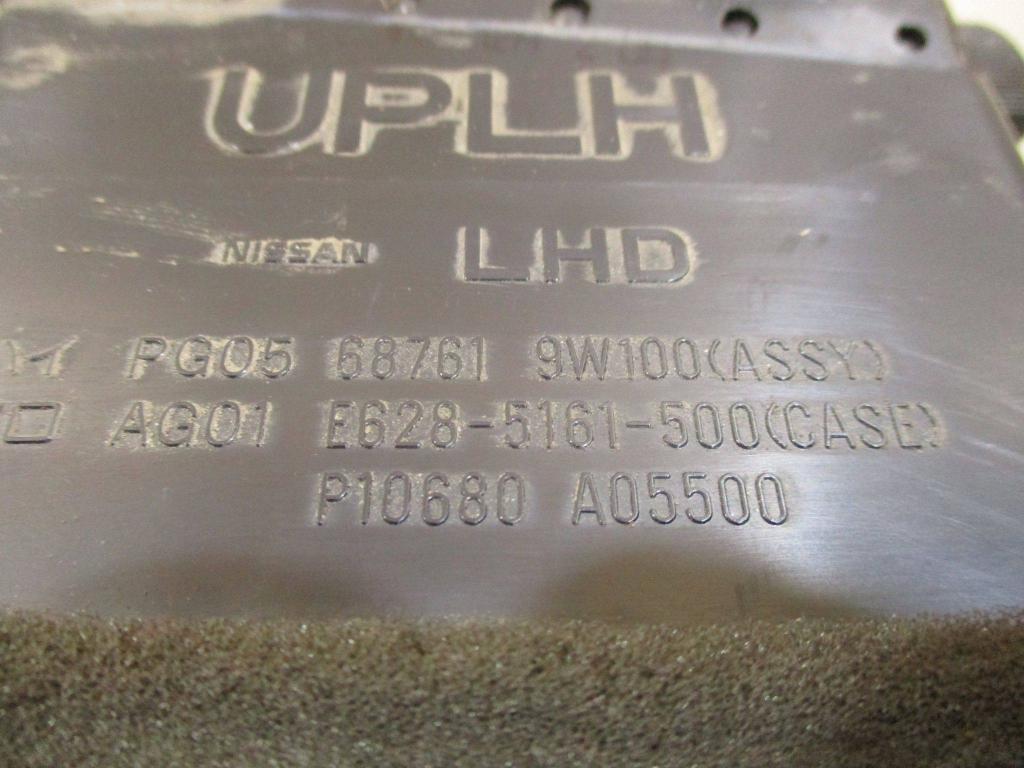 UPLH
NISSAN LHD
PG05 68761 9W100(ASSY)
AG01 E628-5161-500(CASE)
P10680 A05500